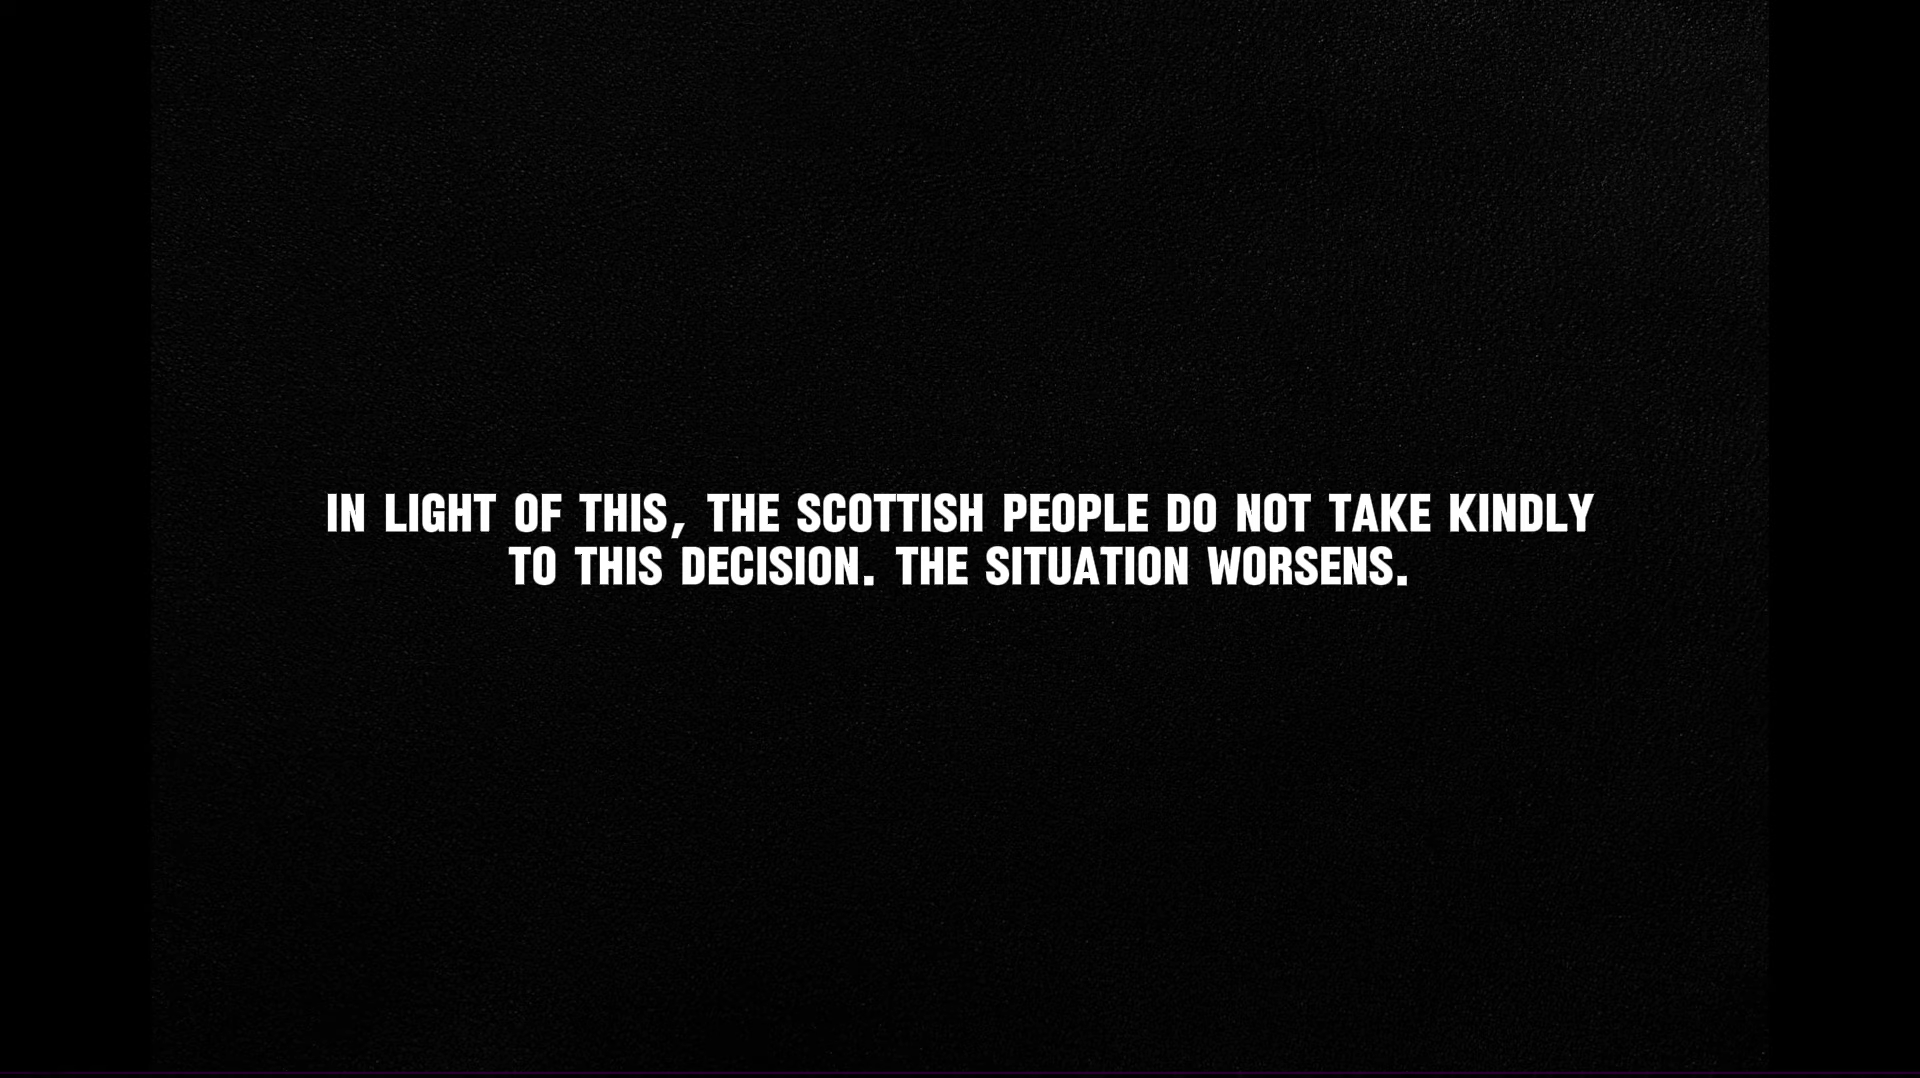 IN LIGHT OF THIS, THE SCOTTISH PEOPLE DO NOT TAKE KINDLY
TO THIS DECISION. THE SITUATION WORSENS.